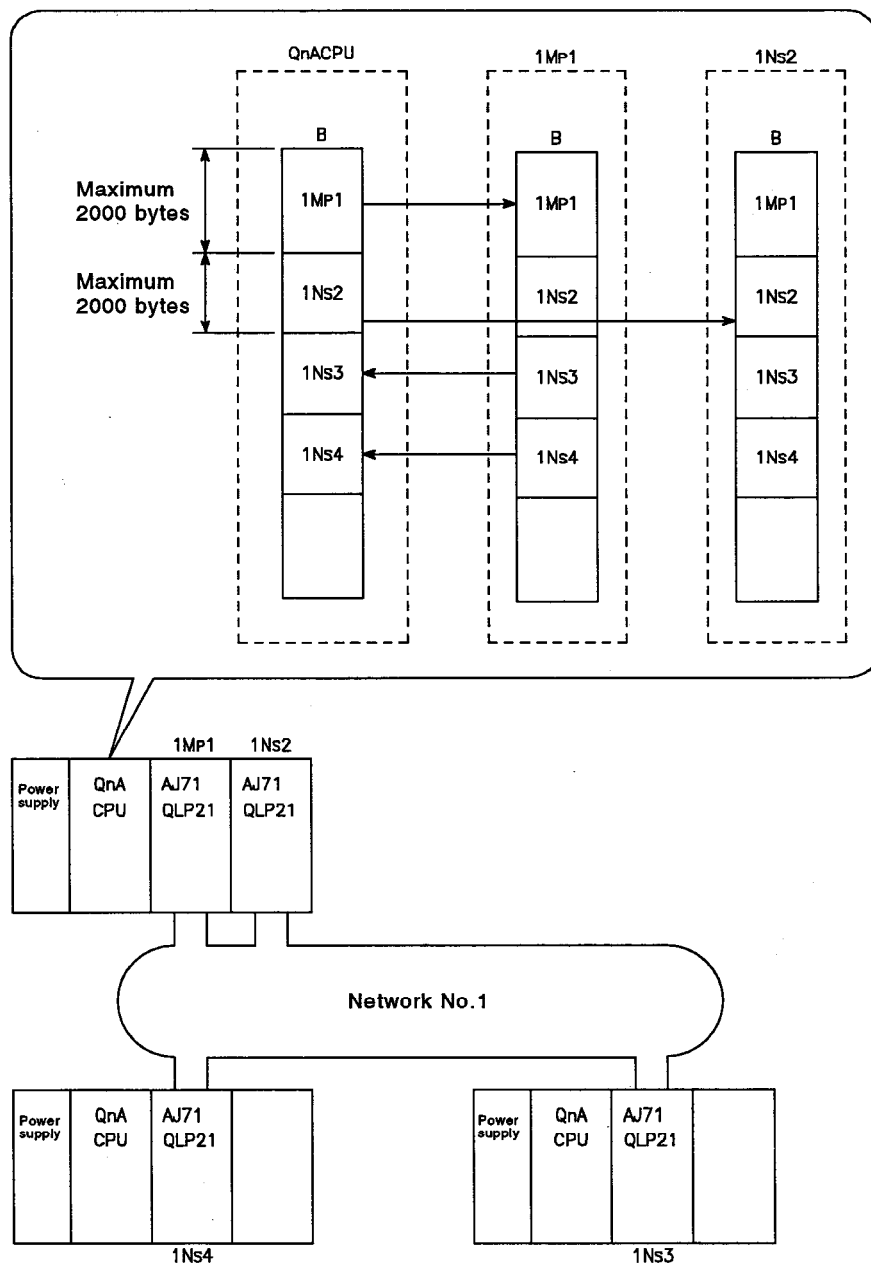 QnACPU
1MP1
1NS2
B
B
B
Maximum
2000 bytes
1MP1
1MP1
1MP1
Maximum
2000 bytes
1NS2
1NS2
1NS2
1NS3
1NS3
1NS3
1NS4
1NS4
1NS4
1MP1
1NS2
Power
supply
QnA
CPU
AJ71
QLP21
AJ71
QLP21
Network No.1
Power
supply
QnA
CPU
AJ71
QLP21
1NS4
Power
supply
QnA
CPU
AJ71
QLP21
1NS3